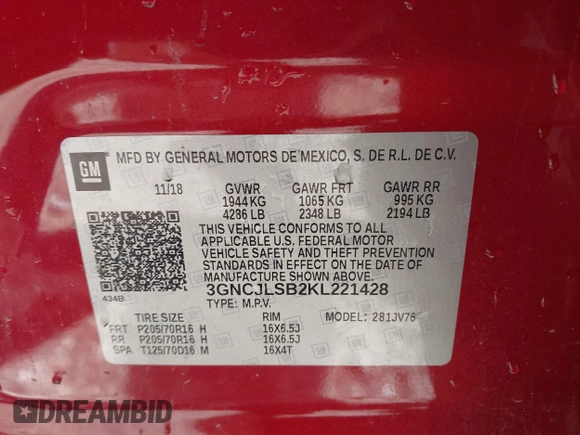 GM
MFD BY GENERAL MOTORS DE MEXICO, S. DE R.L. DE C.V.
11/18 GVWR GAWR FRT GAWR RR
1944 KG 1065 KG 995 KG
4286 LB 2348 LB 2194 LB
THIS VEHICLE CONFORMS TO ALL
APPLICABLE U.S. FEDERAL MOTOR
VEHICLE SAFETY AND THEFT PREVENTION
STANDARDS IN EFFECT ON THE DATE OF
MANUFACTURE SHOWN ABOVE.
434B 3GNCJLSB2KL221428
TYPE: M.P.V.
TIRE SIZE RIM MODEL: 281JV76
FRT P205/70R16 H 16X6.5J
RR P205/70R16 H 16X6.5J
SPA T125/70D16 M 16X4T
DREAMBID